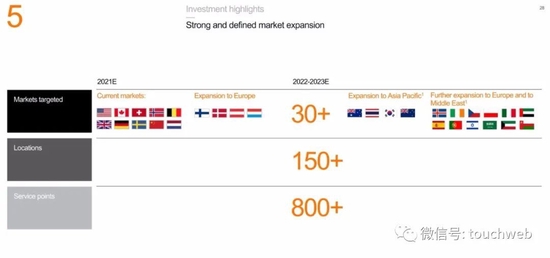 5
Investment highlights
28
Strong and defined market expansion
2021E
2022-2023E
Markets targeted
Current markets:
Expansion to Europe
30+
Expansion to Asia Pacific¹
Further expansion to Europe and to
Middle East¹
Locations
150+
Service points
800+
微信号: touchweb